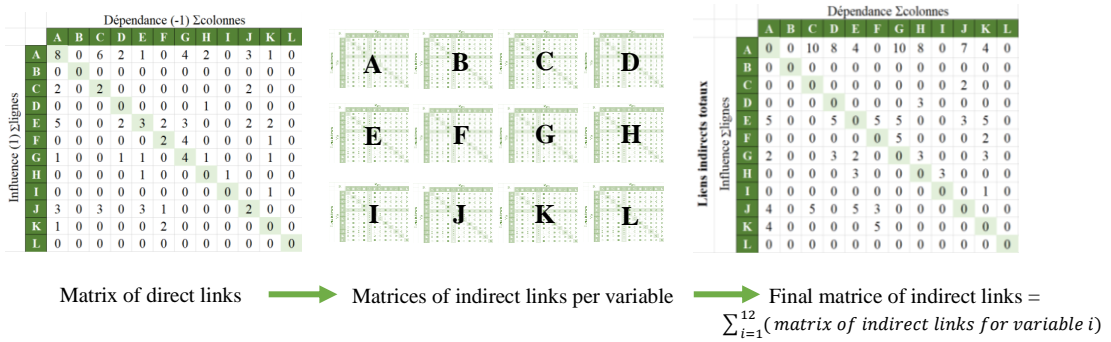 Dépendance (-1) Σcolonnes
A B C D E F G H I J K L
Influence (1) Σlignes
A 8 0 6 2 1 0 4 2 0 3 1 0
B 0 0 0 0 0 0 0 0 0 0 0 0
C 2 0 2 0 0 0 0 0 0 2 0 0
D 0 0 0 0 0 0 0 1 0 0 0 0
E 5 0 0 2 3 2 3 0 0 2 2 0
F 0 0 0 0 0 2 4 0 0 0 1 0
G 1 0 0 1 1 0 4 1 0 0 1 0
H 0 0 0 0 1 0 0 0 1 0 0 0
I 0 0 0 0 0 0 0 0 0 0 1 0
J 3 0 3 0 3 1 0 0 0 2 0 0
K 1 0 0 0 0 2 0 0 0 0 0 0
L 0 0 0 0 0 0 0 0 0 0 0 0
A B C D
E F G H
I J K L
Dépendance Σcolonnes
A B C D E F G H I J K L
Liens indirects totaux
Influence Σlignes
A 0 0 10 8 4 0 10 8 0 7 4 0
B 0 0 0 0 0 0 0 0 0 0 0 0
C 0 0 0 0 0 0 0 0 0 2 0 0
D 0 0 0 0 0 0 0 3 0 0 0 0
E 5 0 0 5 0 5 5 0 0 3 5 0
F 0 0 0 0 0 0 5 0 0 0 2 0
G 2 0 0 3 2 0 0 3 0 0 3 0
H 0 0 0 0 3 0 0 0 3 0 0 0
I 0 0 0 0 0 0 0 0 0 0 1 0
J 4 0 5 0 5 3 0 0 0 0 0 0
K 4 0 0 0 0 5 0 0 0 0 0 0
L 0 0 0 0 0 0 0 0 0 0 0 0
Matrix of direct links
Matrices of indirect links per variable
Final matrice of indirect links =
∑_{i=1}^{12}(matrix of indirect links for variable i)